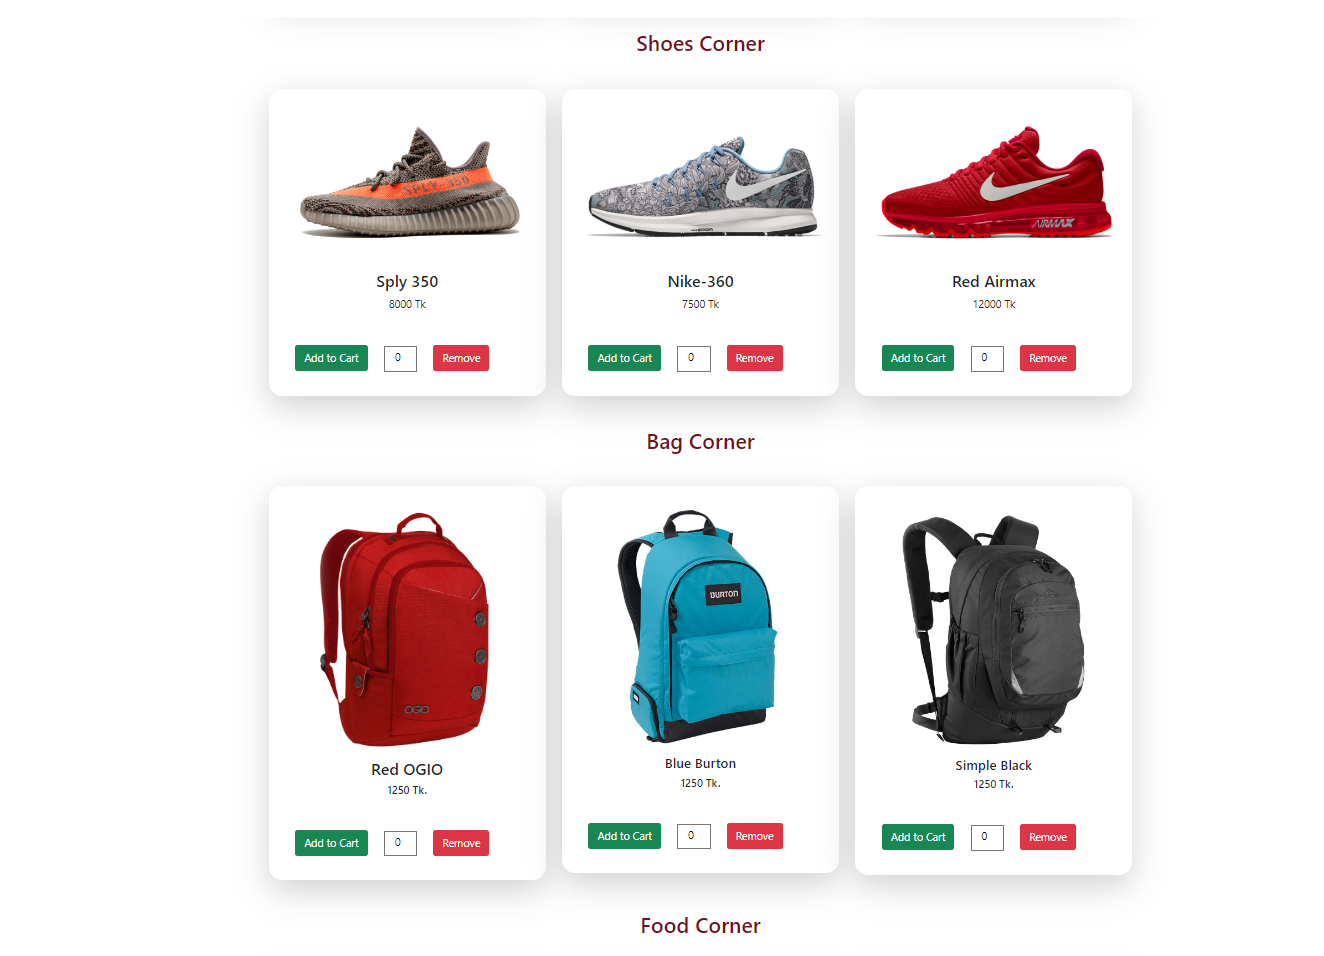 Shoes Corner
SPLY 350
AIRMAX
Sply 350
Nike-360
Red Airmax
8000 Tk
7500 Tk
12000 Tk
Add to Cart 0 Remove
Add to Cart 0 Remove
Add to Cart 0 Remove
Bag Corner
BURTON
OGIO
Red OGIO
Blue Burton
Simple Black
1250 Tk.
1250 Tk.
1250 Tk.
Add to Cart 0 Remove
Add to Cart 0 Remove
Add to Cart 0 Remove
Food Corner